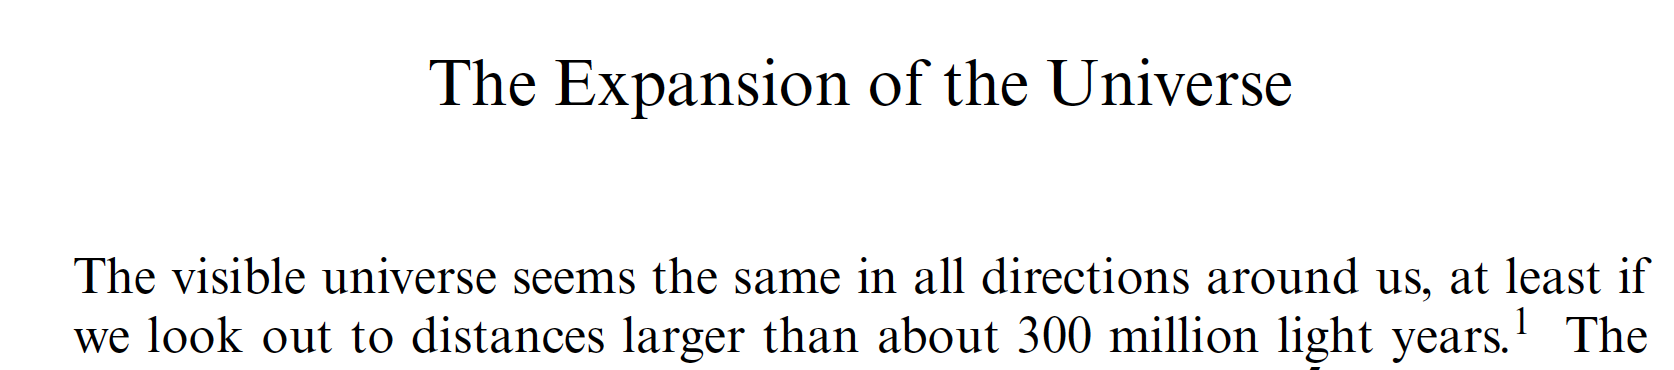 The Expansion of the Universe
The visible universe seems the same in all directions around us, at least if
we look out to distances larger than about 300 million light years.¹ The